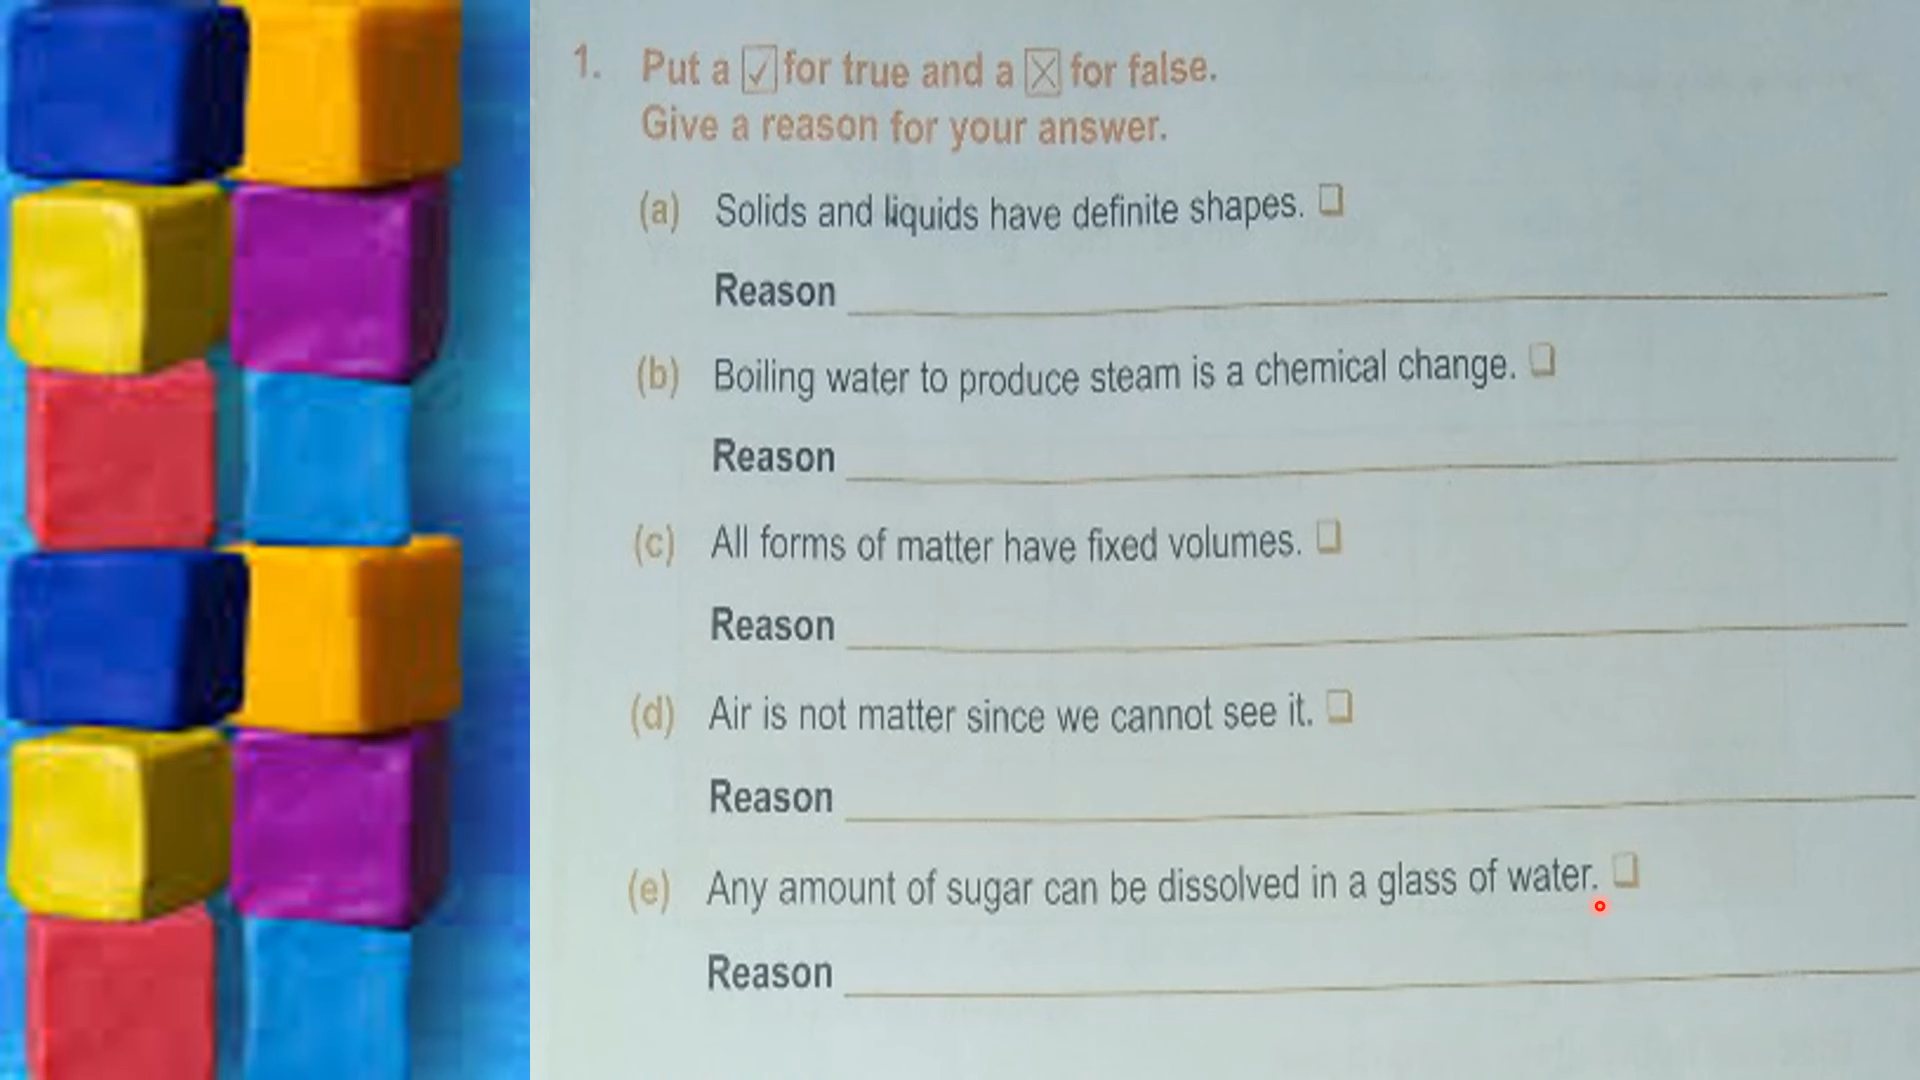 1. Put a ☑ for true and a ☒ for false.
Give a reason for your answer.
(a) Solids and liquids have definite shapes. ❑
Reason
(b) Boiling water to produce steam is a chemical change. ❑
Reason
(c) All forms of matter have fixed volumes. ❑
Reason
(d) Air is not matter since we cannot see it. ❑
Reason
(e) Any amount of sugar can be dissolved in a glass of water. ❑
Reason